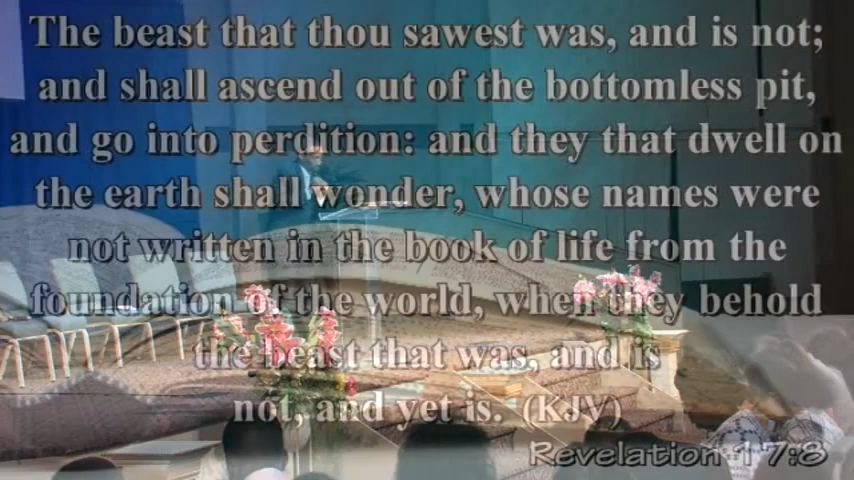 The beast that thou sawest was, and is not;
and shall ascend out of the bottomless pit,
and go into perdition: and they that dwell on
the earth shall wonder, whose names were
not written in the book of life from the
foundation of the world, when they behold
the beast that was, and is
not, and yet is. (KJV)
Revelation 17:8